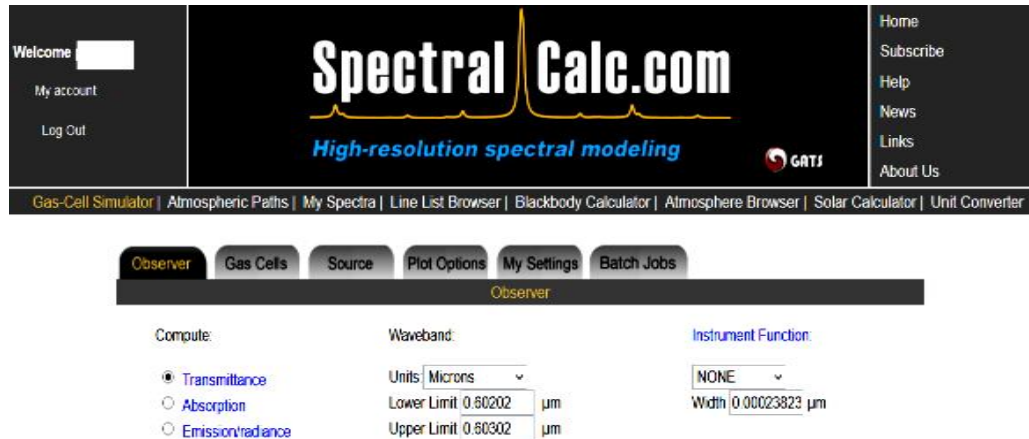 Welcome
My account
Log Out
Spectral Calc.com
High-resolution spectral modeling
GATS
Home
Subscribe
Help
News
Links
About Us
Gas-Cell Simulator | Atmospheric Paths | My Spectra | Line List Browser | Blackbody Calculator | Atmosphere Browser | Solar Calculator | Unit Converter
Observer Gas Cells Source Plot Options My Settings Batch Jobs
Observer
Compute: Waveband: Instrument Function:
Transmittance Units: Microns NONE
Absorption Lower Limit 0.60202 µm Width 0.00023823 µm
Emission/radiance Upper Limit 0.60302 µm